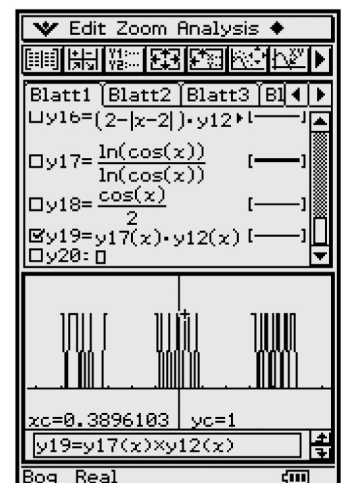 Edit Zoom Analysis ◆
Blatt1 Blatt2 Blatt3 Bl
y16=(2-|x-2|)·y12
y17=ln(cos(x))/ln(cos(x)) [—]
y18=cos(x)/2 [—]
y19=y17(x)·y12(x) [—]
y20:
xc=0.3896103 yc=1
y19=y17(x)×y12(x)
Bog Real